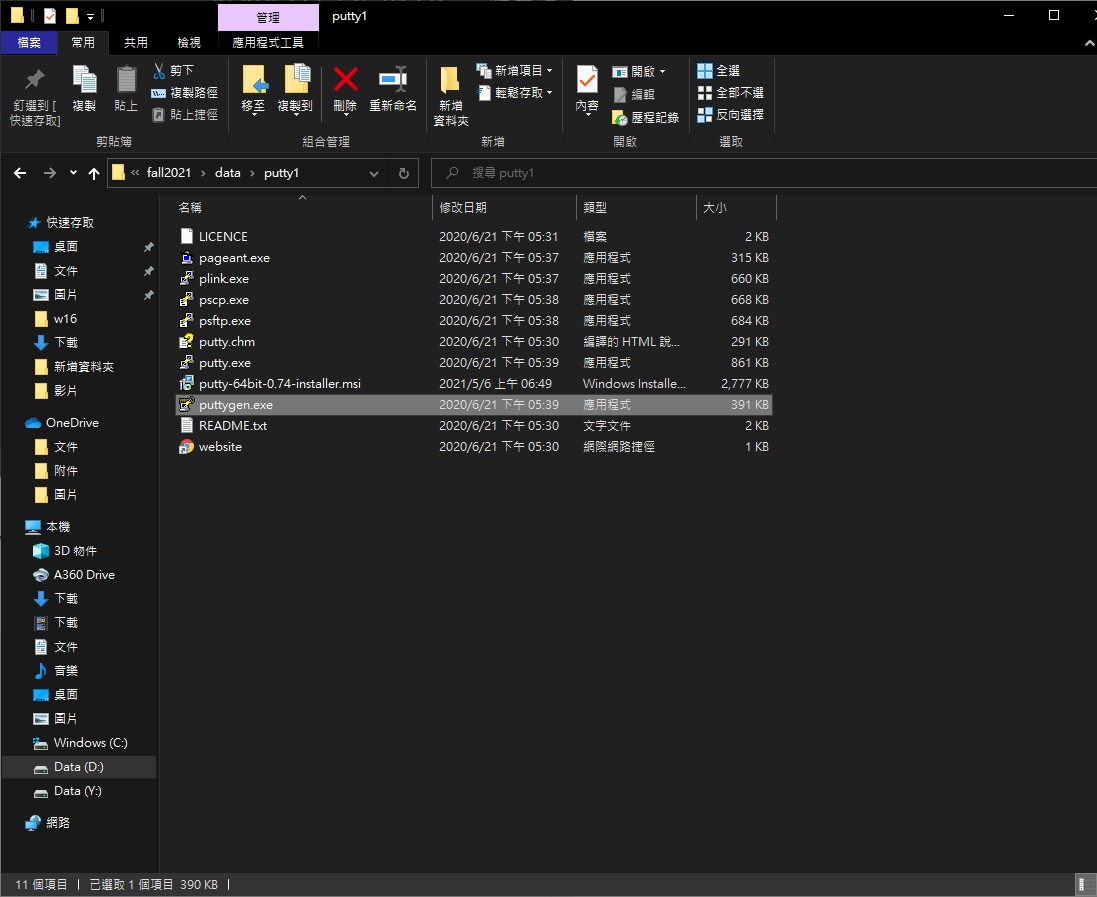 管理 putty1
檔案 常用 共用 檢視 應用程式工具
釘選到 [
快速存取]
複製
貼上
剪下
複製路徑
貼上捷徑
剪貼簿
移至
複製到
刪除
重新命名
組合管理
新增
資料夾
新增項目
輕鬆存取
新增
內容
開啟
編輯
歷程記錄
開啟
全選
全部不選
反向選擇
選取
« fall2021 › data › putty1
搜尋 putty1
快速存取
桌面
文件
圖片
w16
下載
新增資料夾
影片
OneDrive
文件
附件
圖片
本機
3D 物件
A360 Drive
下載
下載
文件
音樂
桌面
圖片
Windows (C:)
Data (D:)
Data (Y:)
網路
名稱 修改日期 類型 大小
LICENCE 2020/6/21 下午 05:31 檔案 2 KB
pageant.exe 2020/6/21 下午 05:37 應用程式 315 KB
plink.exe 2020/6/21 下午 05:37 應用程式 660 KB
pscp.exe 2020/6/21 下午 05:38 應用程式 668 KB
psftp.exe 2020/6/21 下午 05:38 應用程式 684 KB
putty.chm 2020/6/21 下午 05:30 編譯的 HTML 說... 291 KB
putty.exe 2020/6/21 下午 05:39 應用程式 861 KB
putty-64bit-0.74-installer.msi 2021/5/6 上午 06:49 Windows Installe... 2,777 KB
puttygen.exe 2020/6/21 下午 05:39 應用程式 391 KB
README.txt 2020/6/21 下午 05:30 文字文件 2 KB
website 2020/6/21 下午 05:30 網際網路捷徑 1 KB
11 個項目 已選取 1 個項目 390 KB